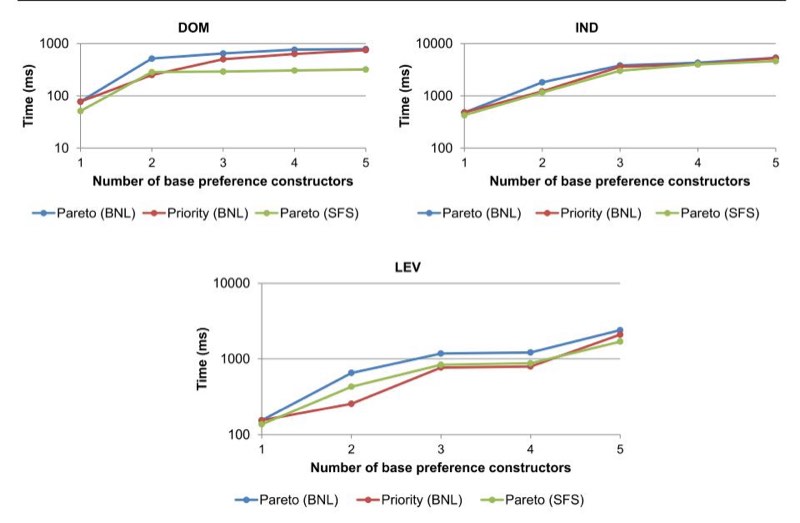 DOM
1000
100
10
Time (ms)
1 2 3 4 5
Number of base preference constructors
Pareto (BNL) Priority (BNL) Pareto (SFS)
IND
10000
1000
100
Time (ms)
1 2 3 4 5
Number of base preference constructors
Pareto (BNL) Priority (BNL) Pareto (SFS)
LEV
10000
1000
100
Time (ms)
1 2 3 4 5
Number of base preference constructors
Pareto (BNL) Priority (BNL) Pareto (SFS)